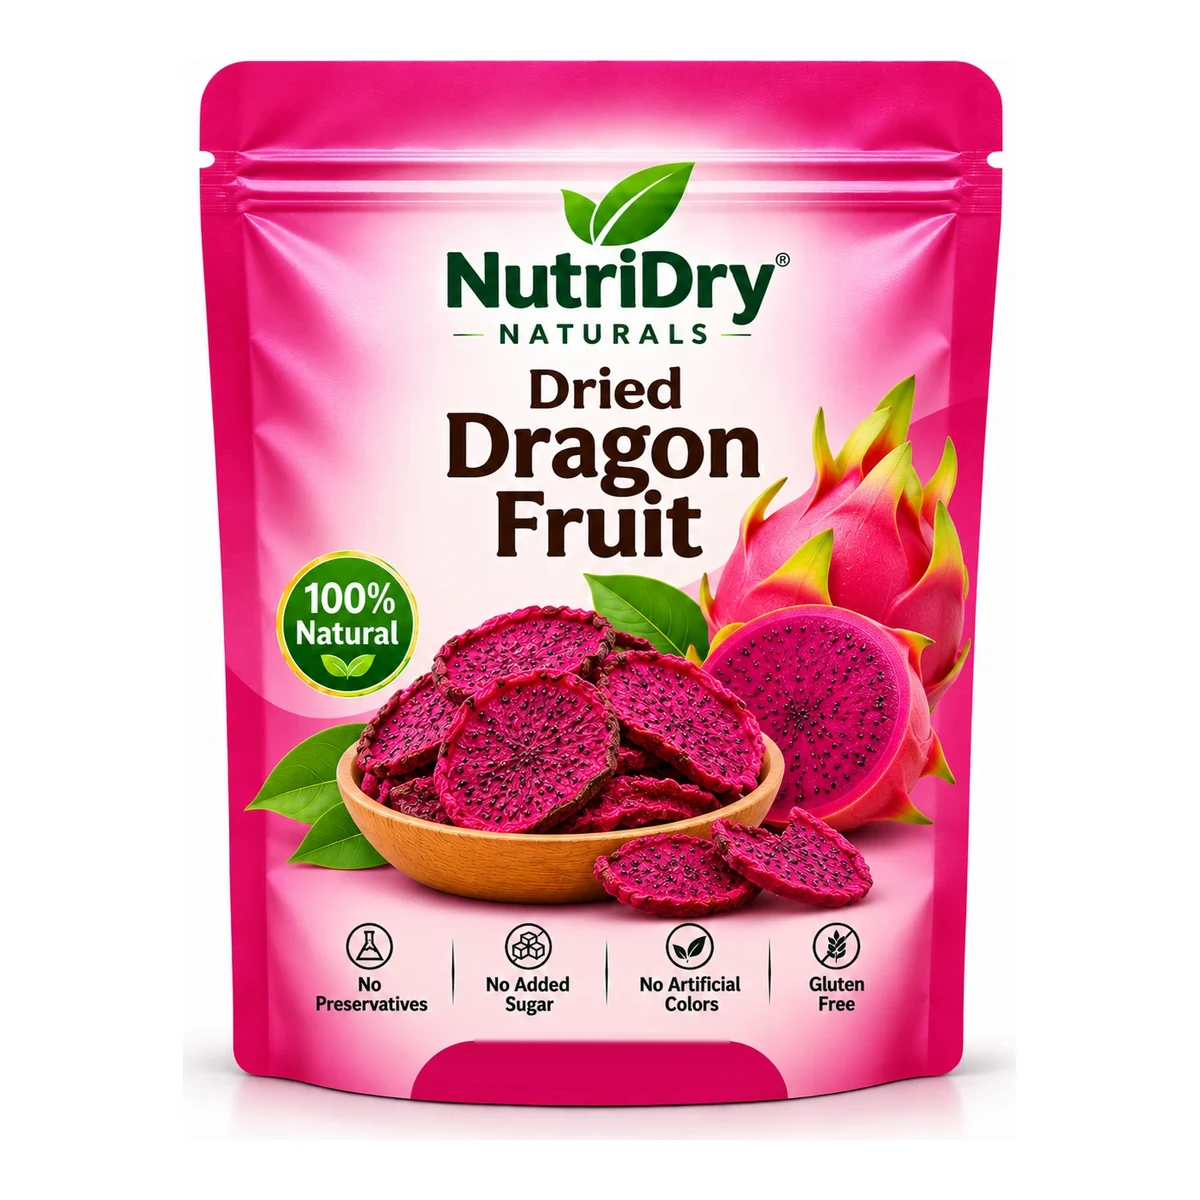 NutriDry®
NATURALS
Dried
Dragon
Fruit
100%
Natural
No
Preservatives
No Added
Sugar
No Artificial
Colors
Gluten
Free